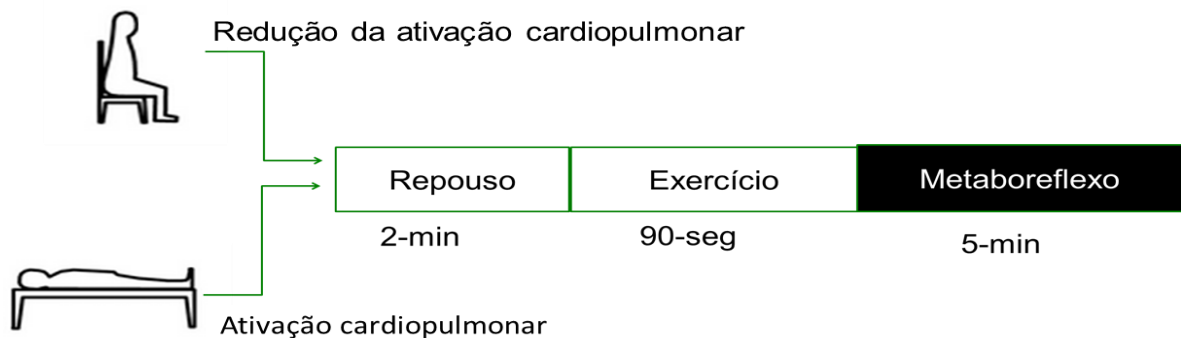 Redução da ativação cardiopulmonar
Repouso
Exercício
Metaboreflexo
2-min
90-seg
5-min
Ativação cardiopulmonar